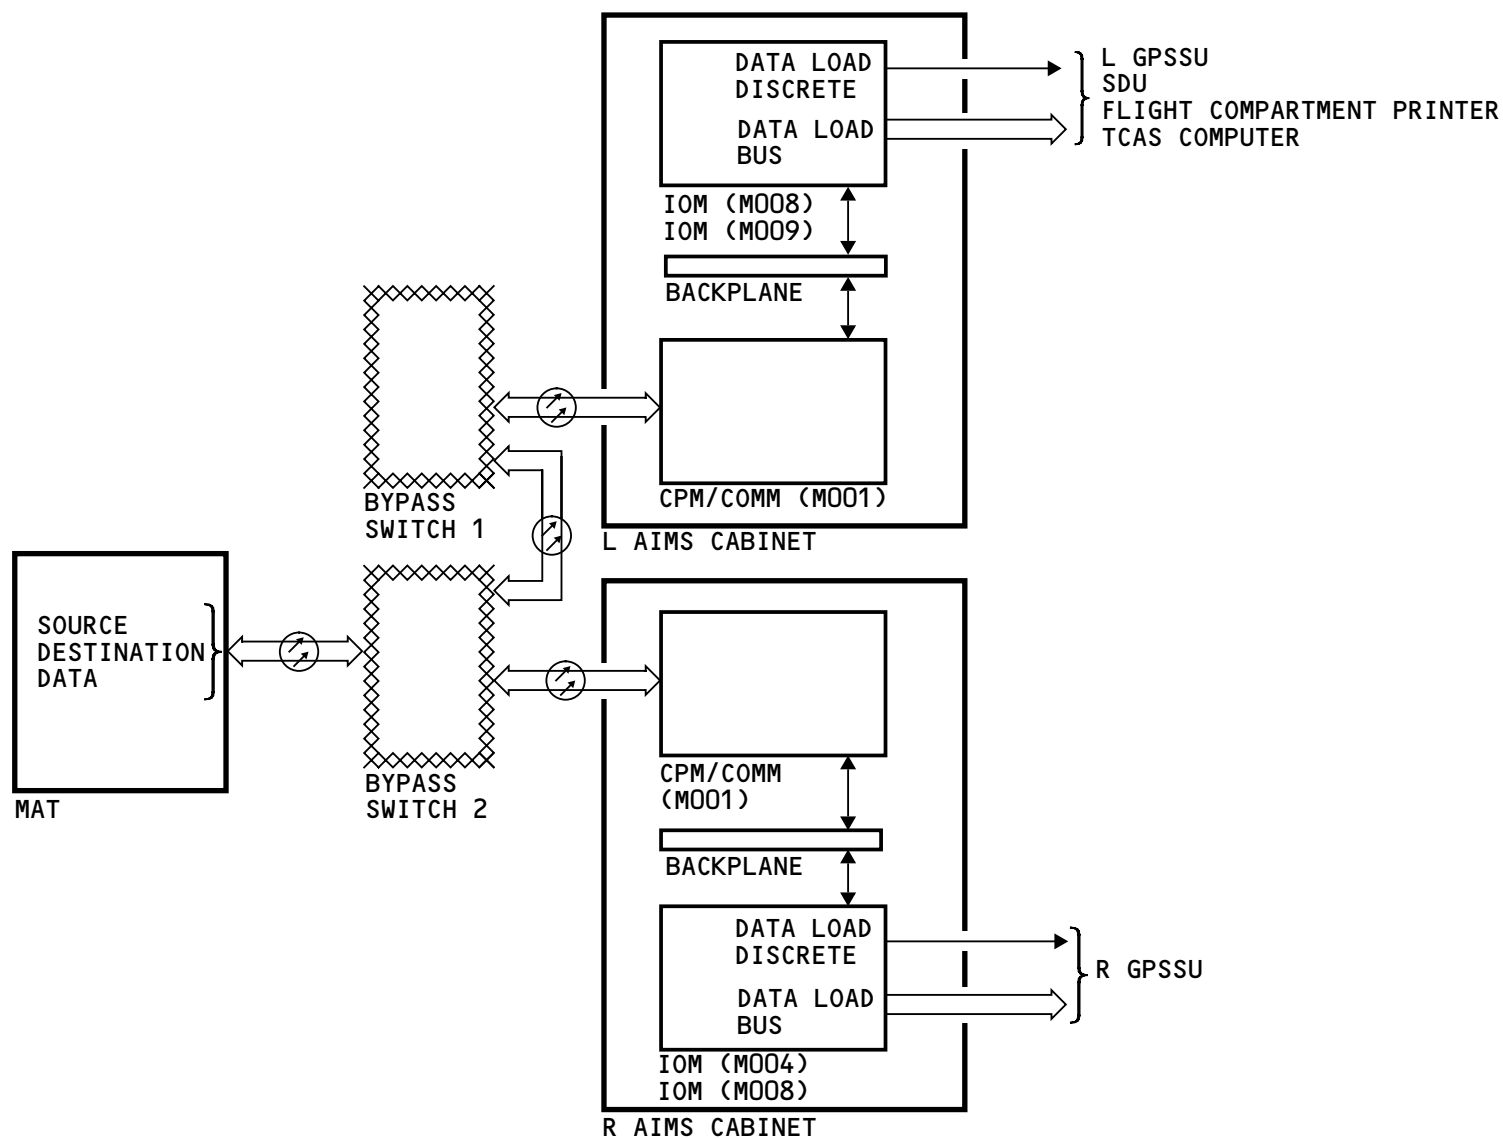 DATA LOAD
DISCRETE
DATA LOAD
BUS
L GPSSU
SDU
FLIGHT COMPARTMENT PRINTER
TCAS COMPUTER
IOM (M008)
IOM (M009)
BACKPLANE
CPM/COMM (M001)
L AIMS CABINET
BYPASS
SWITCH 1
SOURCE
DESTINATION
DATA
MAT
BYPASS
SWITCH 2
CPM/COMM
(M001)
BACKPLANE
DATA LOAD
DISCRETE
DATA LOAD
BUS
R GPSSU
IOM (M004)
IOM (M008)
R AIMS CABINET